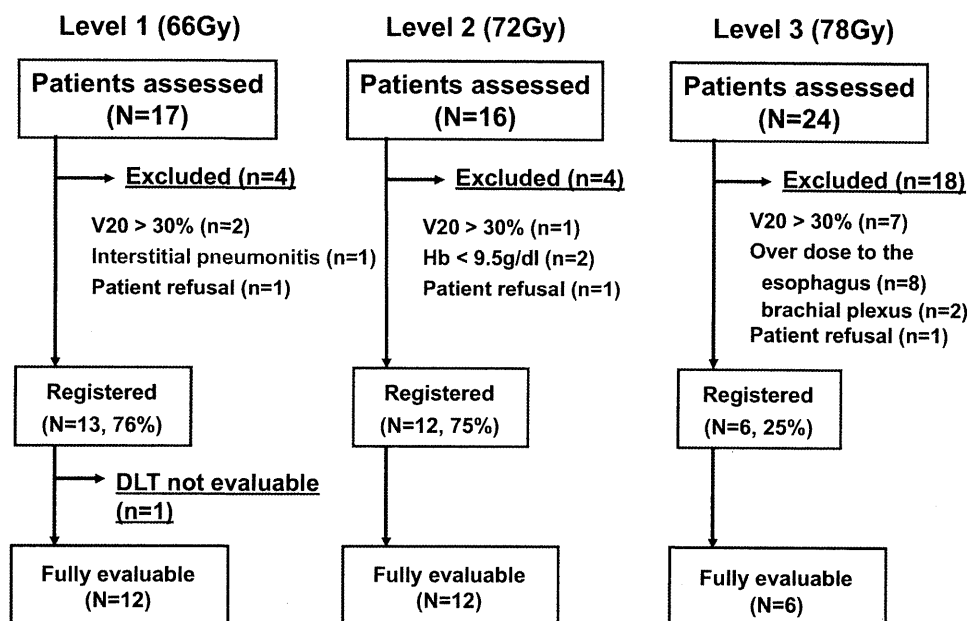 Level 1 (66Gy)
Patients assessed
(N=17)
Excluded (n=4)
V20 > 30% (n=2)
Interstitial pneumonitis (n=1)
Patient refusal (n=1)
Registered
(N=13, 76%)
DLT not evaluable
(n=1)
Fully evaluable
(N=12)
Level 2 (72Gy)
Patients assessed
(N=16)
Excluded (n=4)
V20 > 30% (n=1)
Hb < 9.5g/dl (n=2)
Patient refusal (n=1)
Registered
(N=12, 75%)
Fully evaluable
(N=12)
Level 3 (78Gy)
Patients assessed
(N=24)
Excluded (n=18)
V20 > 30% (n=7)
Over dose to the
esophagus (n=8)
brachial plexus (n=2)
Patient refusal (n=1)
Registered
(N=6, 25%)
Fully evaluable
(N=6)